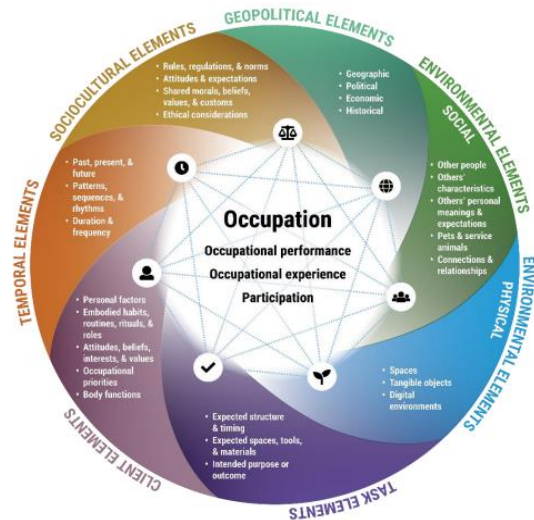 GEOPOLITICAL ELEMENTS
• Geographic
• Political
• Economic
• Historical
ENVIRONMENTAL ELEMENTS
SOCIAL
• Other people
• Others'
characteristics
• Others' personal
meanings &
expectations
• Pets & service
animals
• Connections &
relationships
ENVIRONMENTAL ELEMENTS
PHYSICAL
• Spaces
• Tangible objects
• Digital
environments
TASK ELEMENTS
• Expected structure
& timing
• Expected spaces, tools,
& materials
• Intended purpose or
outcome
CLIENT ELEMENTS
• Personal factors
• Embodied habits,
routines, rituals, &
roles
• Attitudes, beliefs,
interests, & values
• Occupational
priorities
• Body functions
TEMPORAL ELEMENTS
• Past, present, &
future
• Patterns,
sequences, &
rhythms
• Duration &
frequency
SOCIOCULTURAL ELEMENTS
• Rules, regulations, & norms
• Attitudes & expectations
• Shared morals, beliefs,
values, & customs
• Ethical considerations
Occupation
Occupational performance
Occupational experience
Participation